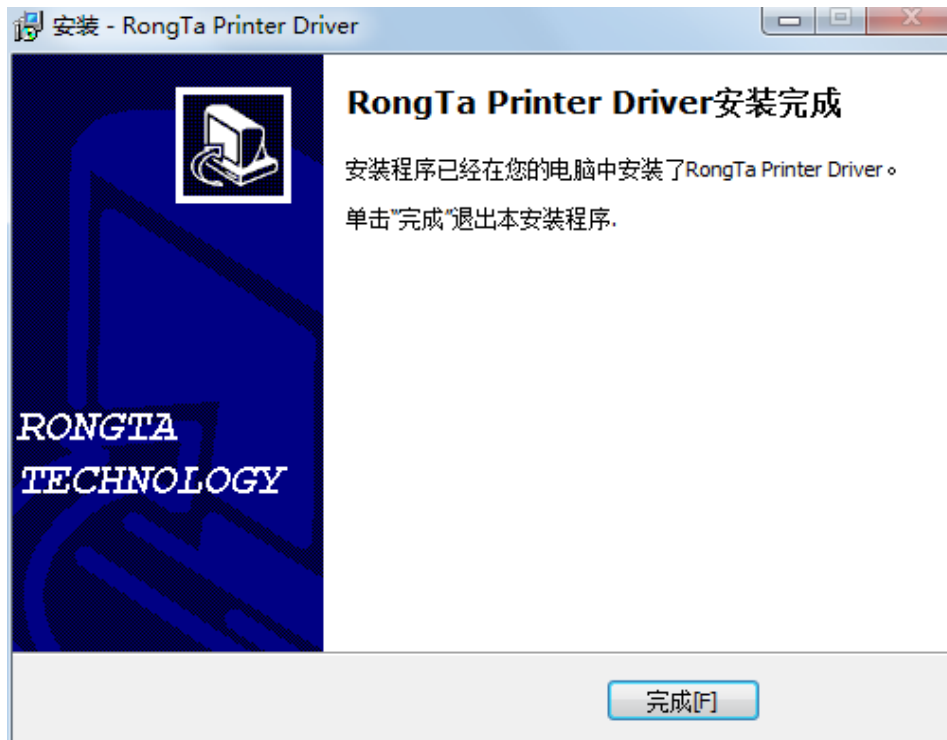 安装 - RongTa Printer Driver
RongTa Printer Driver安装完成
安装程序已经在您的电脑中安装了RongTa Printer Driver。
单击"完成"退出本安装程序.
RONGTA
TECHNOLOGY
完成[F]